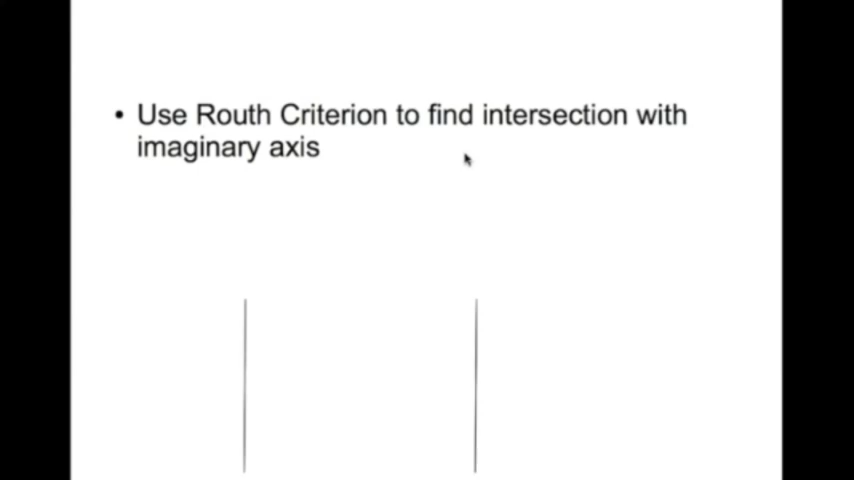 • Use Routh Criterion to find intersection with
imaginary axis